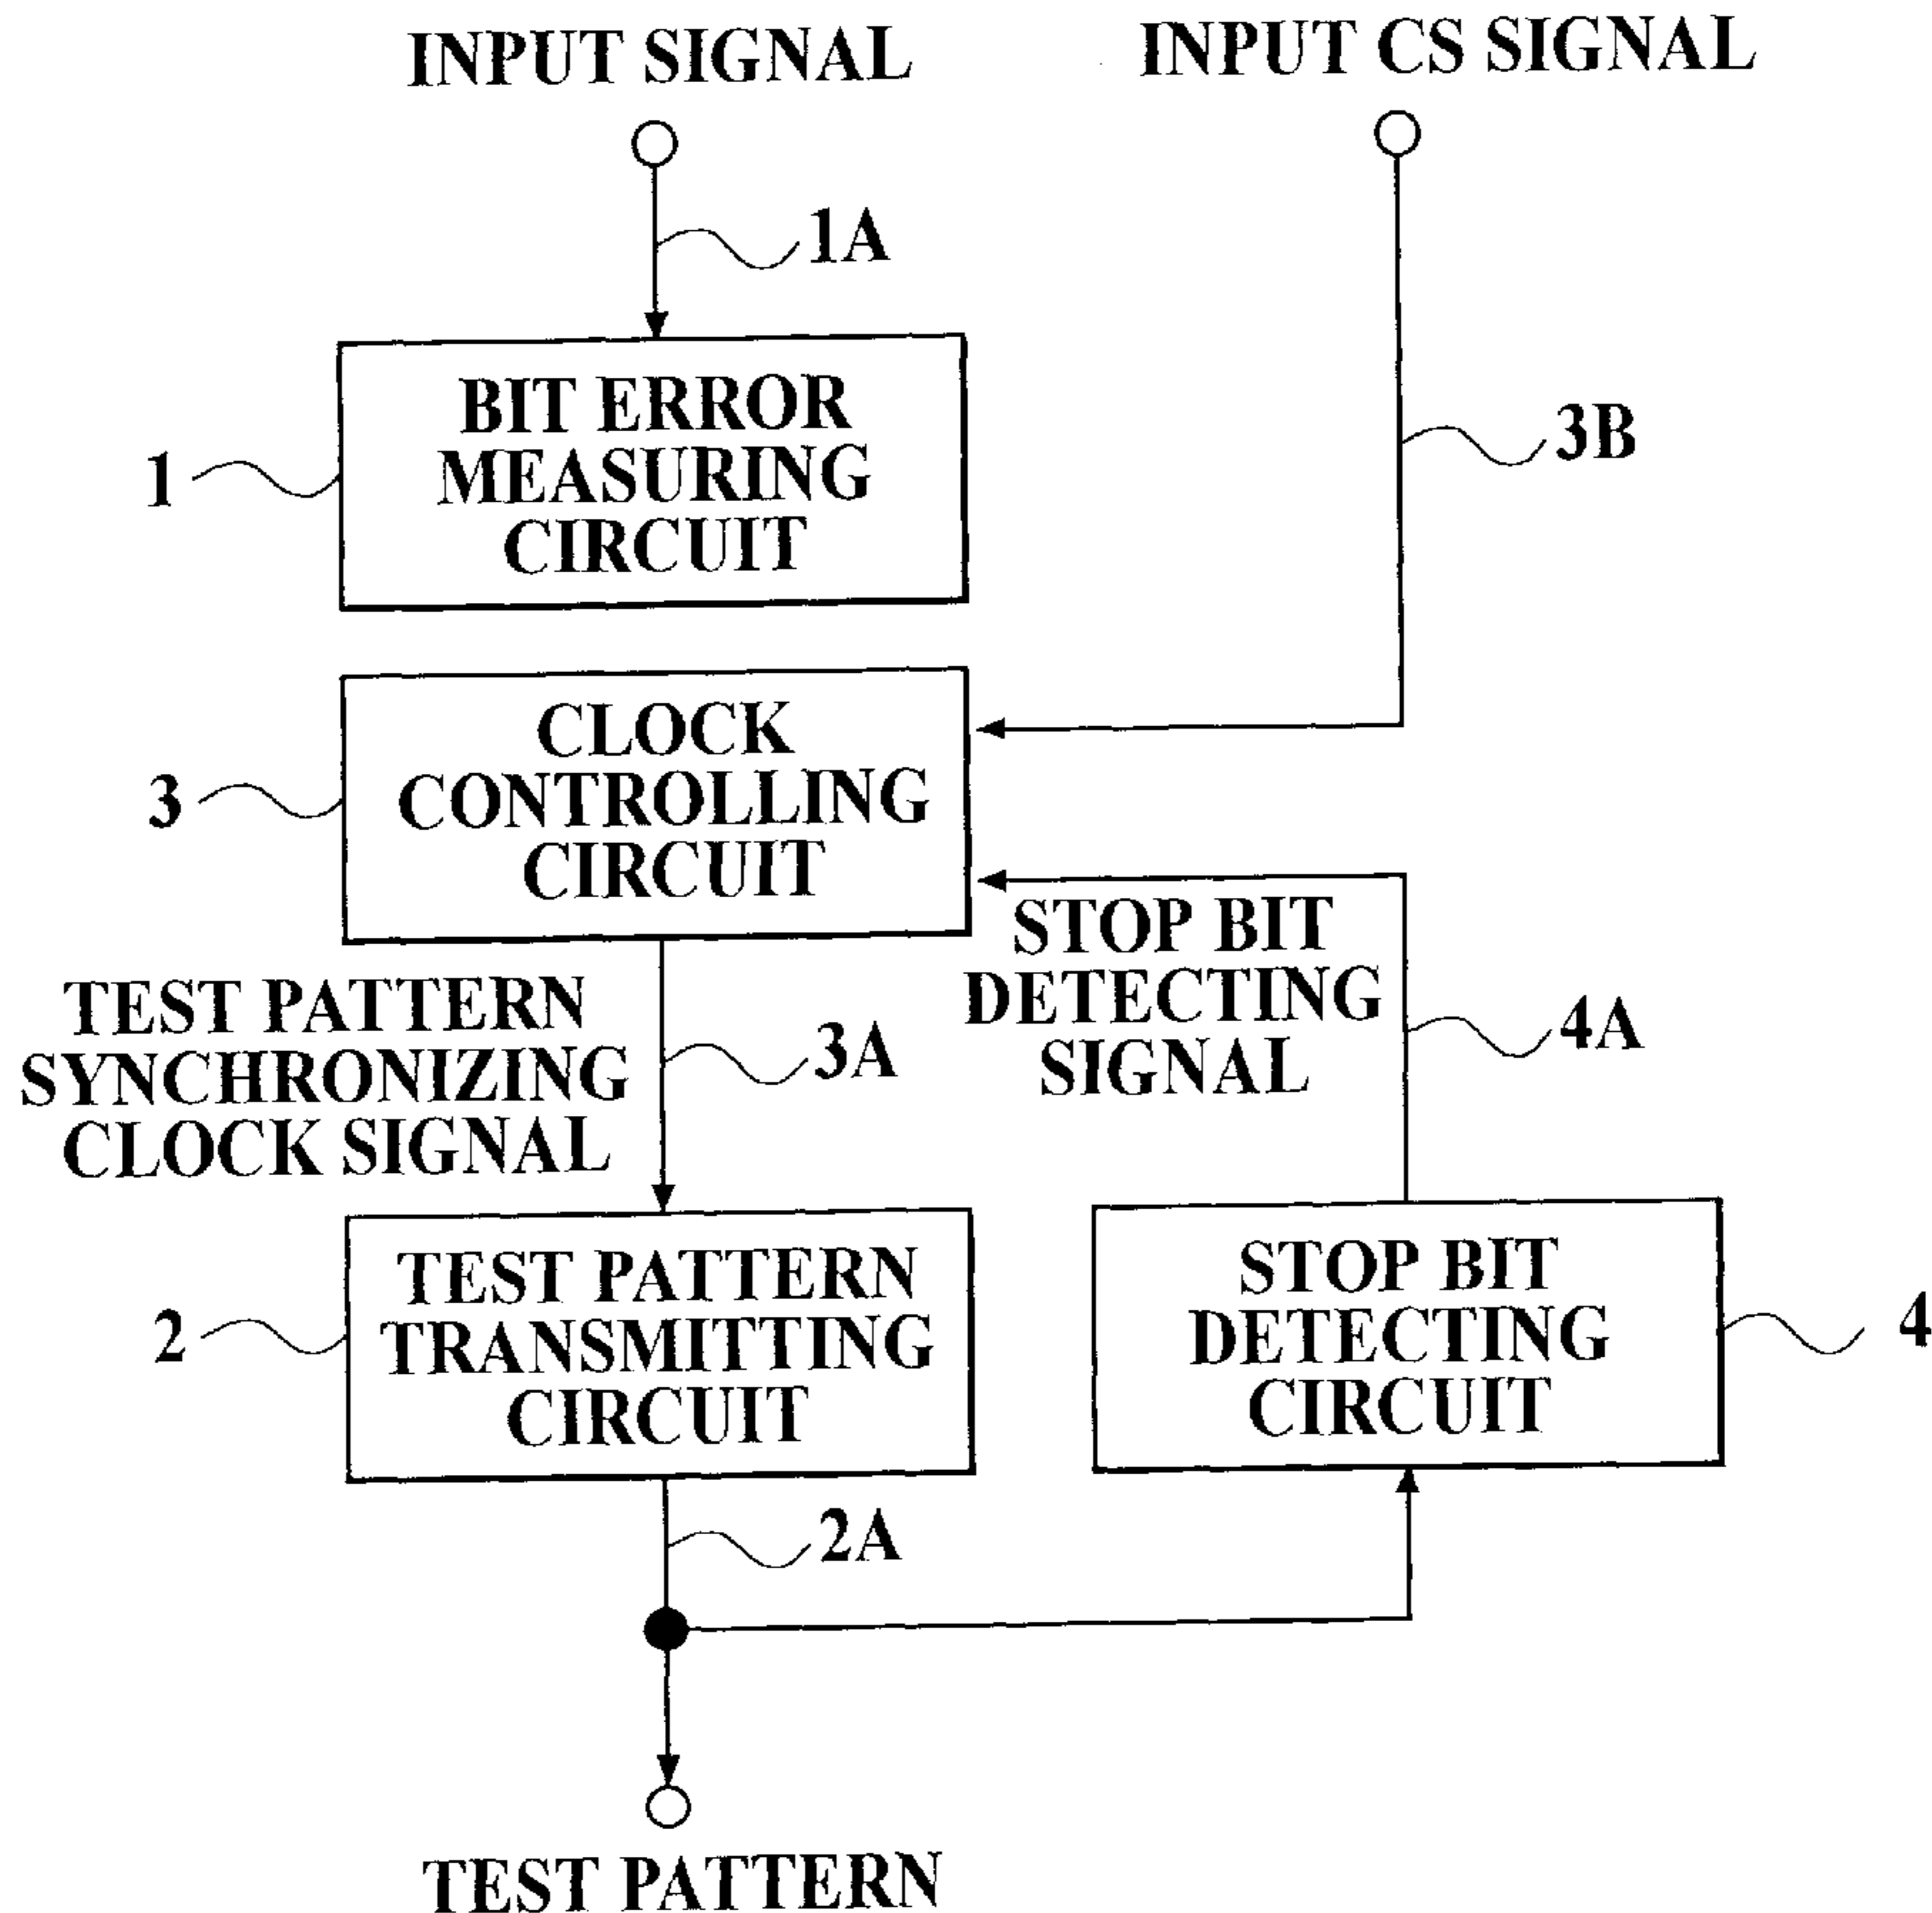 INPUT SIGNAL
INPUT CS SIGNAL
1A
BIT ERROR
MEASURING
CIRCUIT
1
3B
CLOCK
CONTROLLING
CIRCUIT
3
STOP BIT
DETECTING
SIGNAL
TEST PATTERN
SYNCHRONIZING
CLOCK SIGNAL
3A
4A
TEST PATTERN
TRANSMITTING
CIRCUIT
2
STOP BIT
DETECTING
CIRCUIT
4
2A
TEST PATTERN